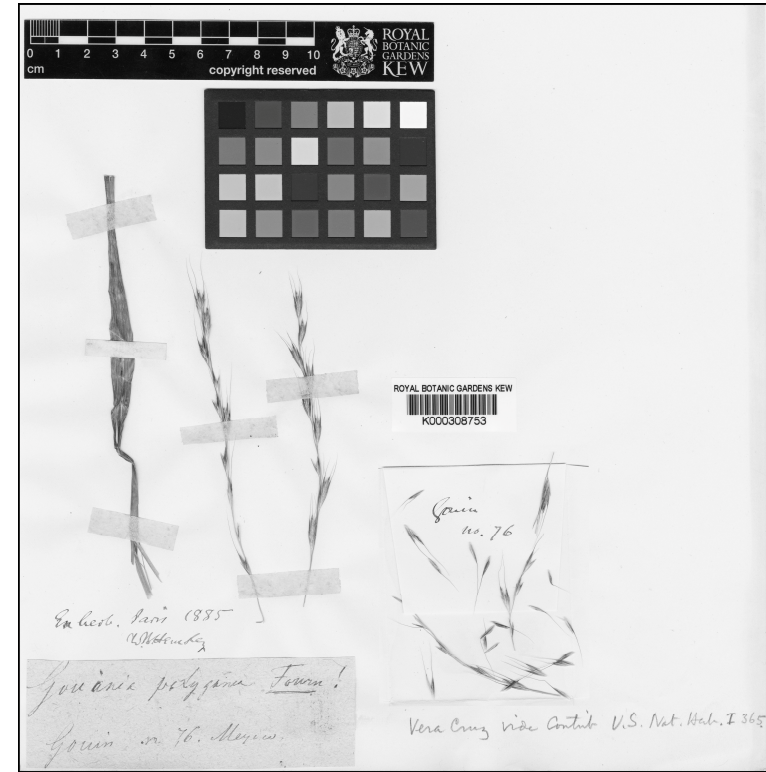 0 1 2 3 4 5 6 7 8 9 10
cm
copyright reserved
ROYAL
BOTANIC
GARDENS
KEW
ROYAL BOTANIC GARDENS KEW
K000308753
Gouin
no. 76
Ex herb. Paris 1885
W.B.Hemsley
Gouinia polygama Fourn!
Gouin n 76. Mexico.
Vera Cruz vide Contrib U.S. Nat. Herb. I 365